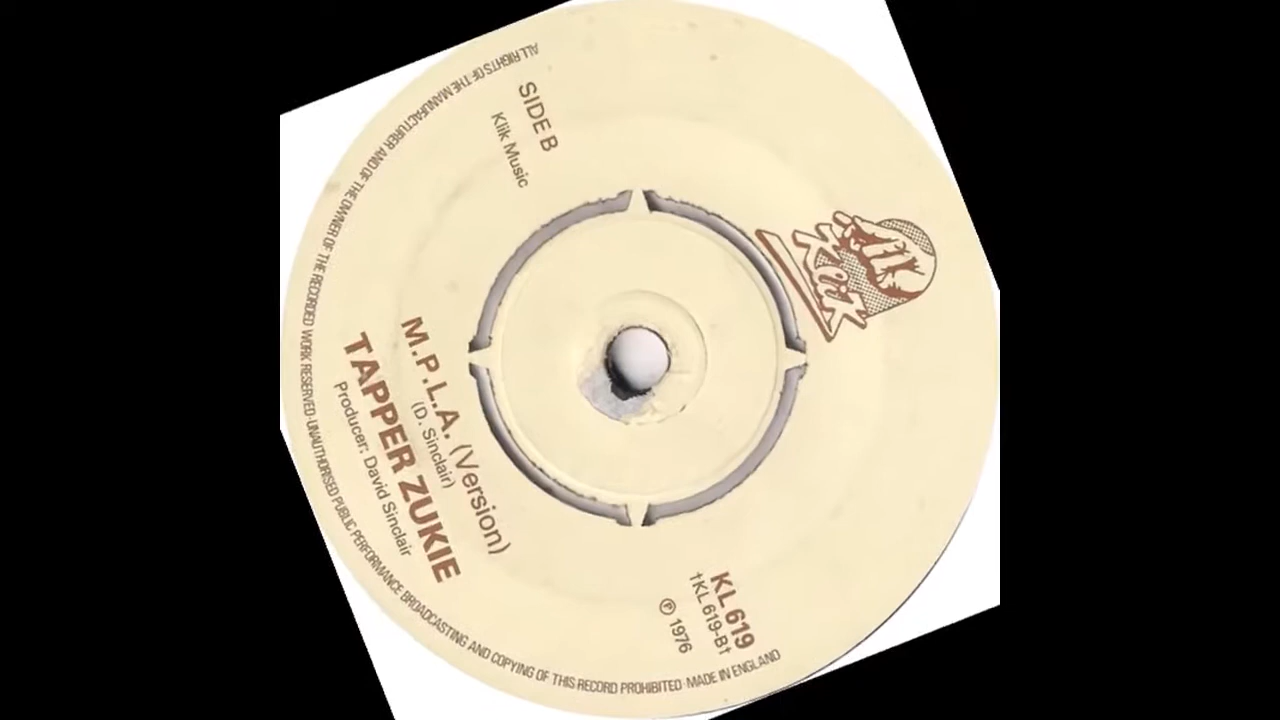 Klik
SIDE B
Klik Music
KL 619
†KL 619-B†
℗ 1976
M.P.L.A. (Version)
(D. Sinclair)
TAPPER ZUKIE
Producer: David Sinclair
ALL RIGHTS OF THE MANUFACTURER AND OF THE OWNER OF THE RECORDED WORK RESERVED·UNAUTHORISED PUBLIC PERFORMANCE BROADCASTING AND COPYING OF THIS RECORD PROHIBITED·MADE IN ENGLAND